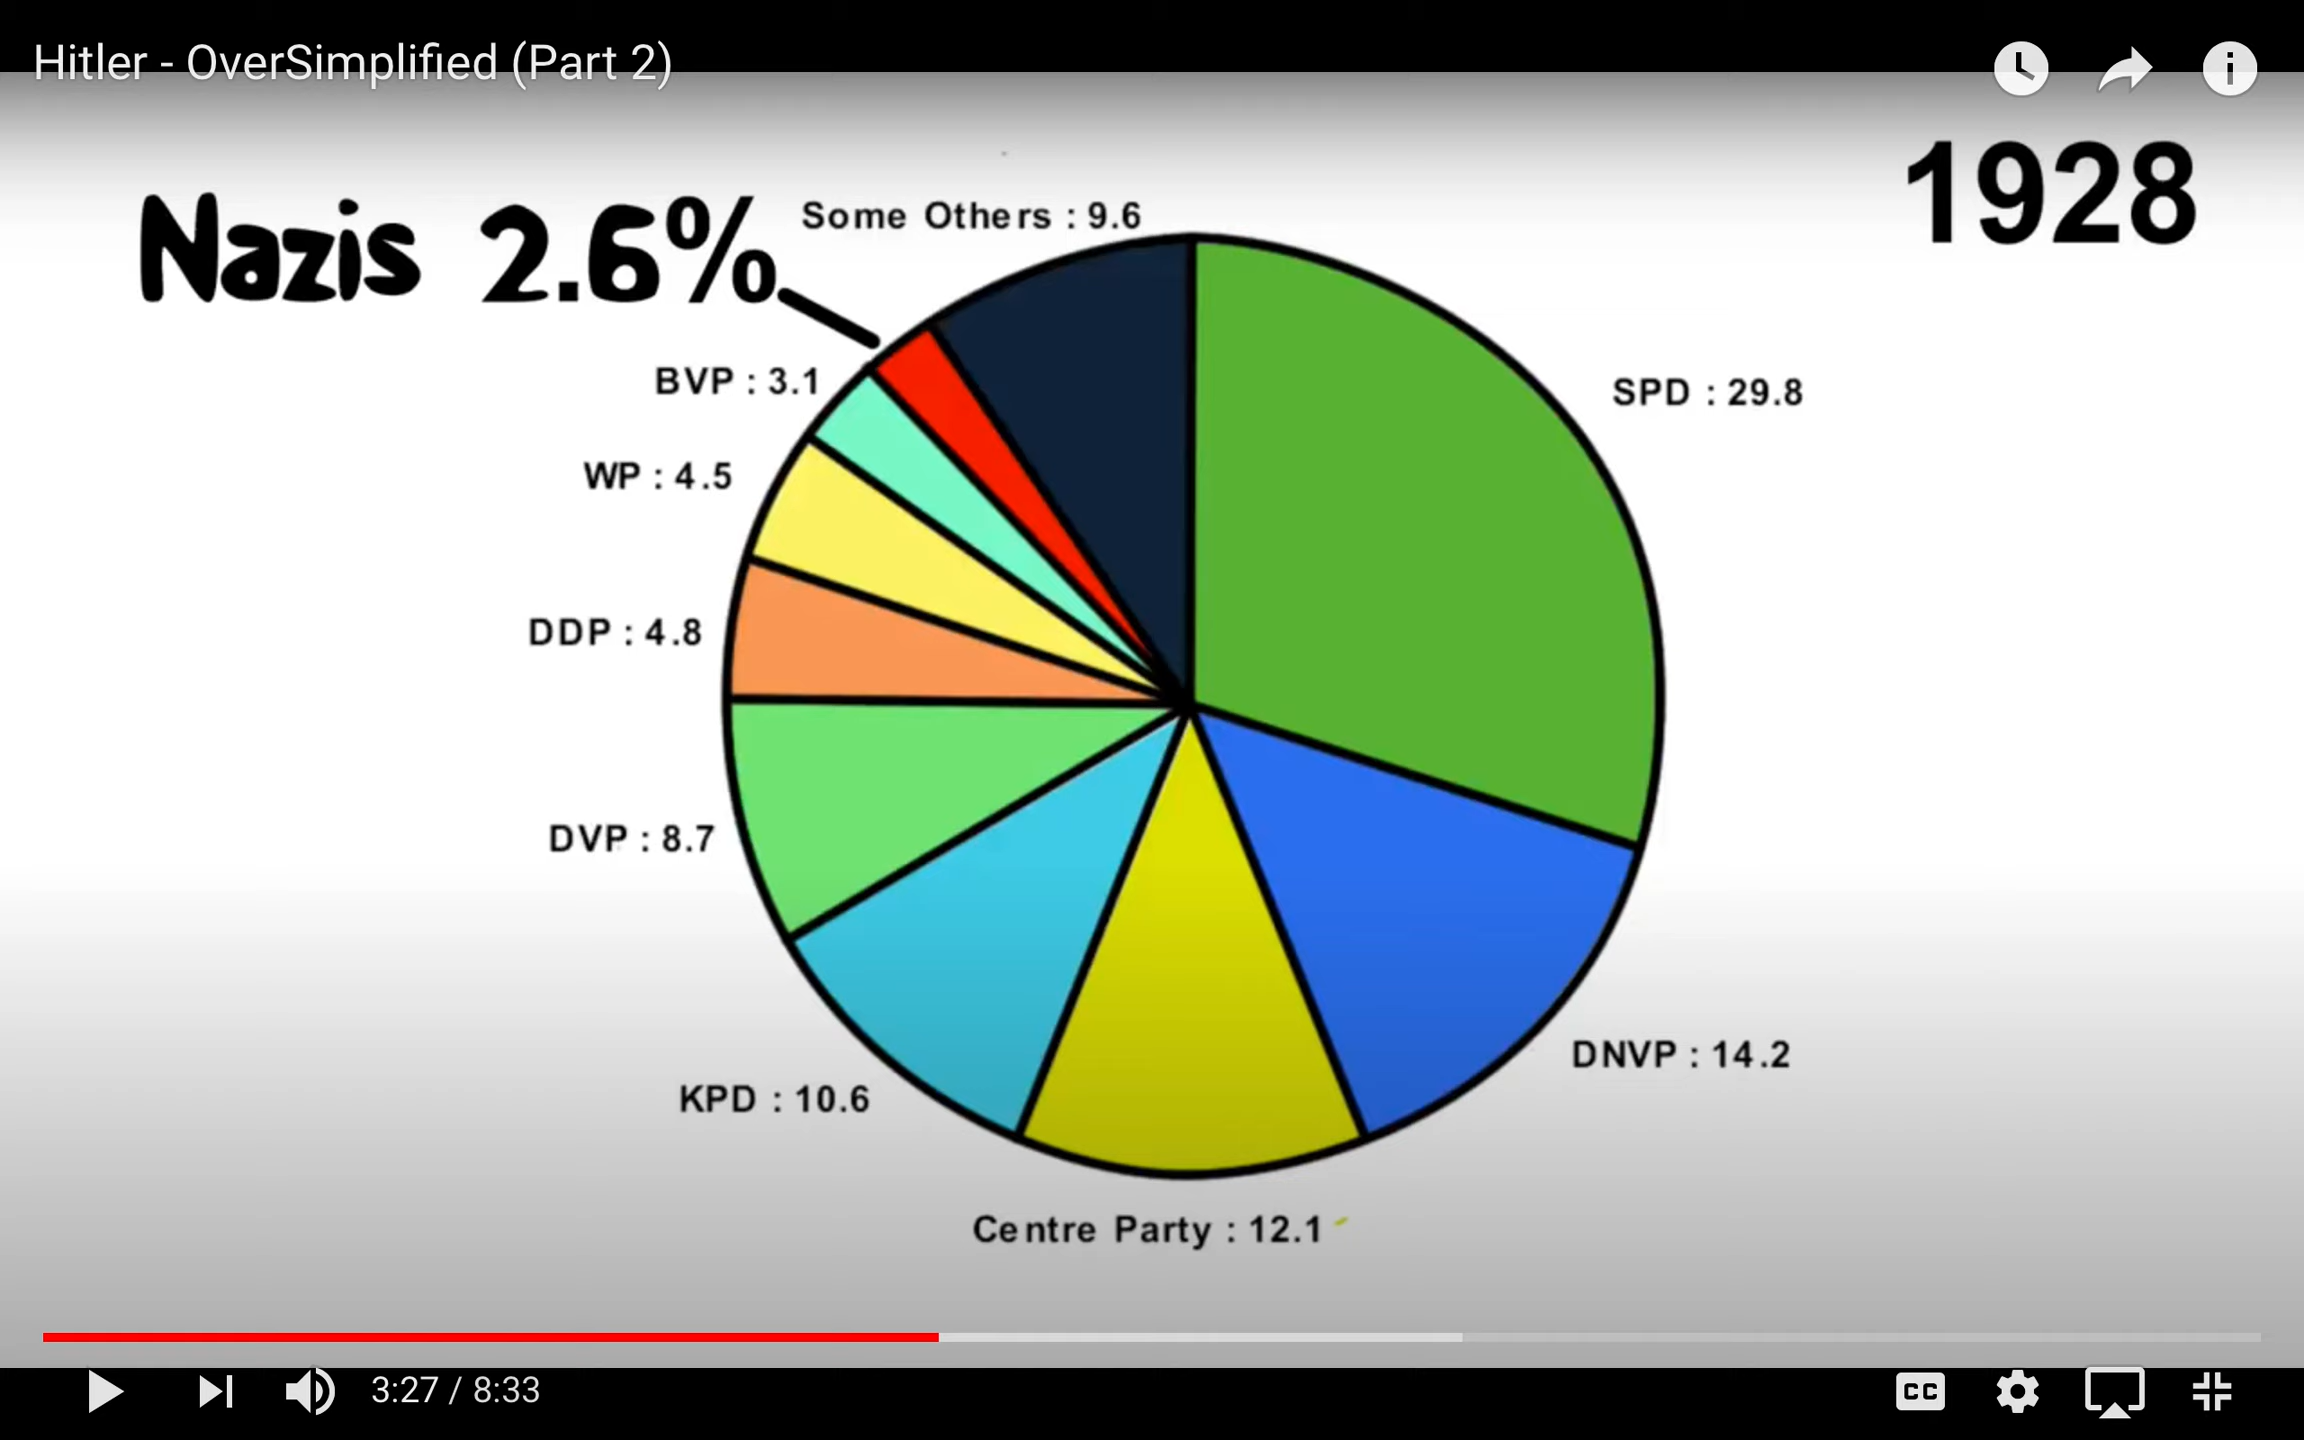 Hitler - OverSimplified (Part 2)
1928
Nazis 2.6%
Some Others : 9.6
BVP : 3.1
SPD : 29.8
WP : 4.5
DDP : 4.8
DVP : 8.7
DNVP : 14.2
KPD : 10.6
Centre Party : 12.1
3:27 / 8:33
CC